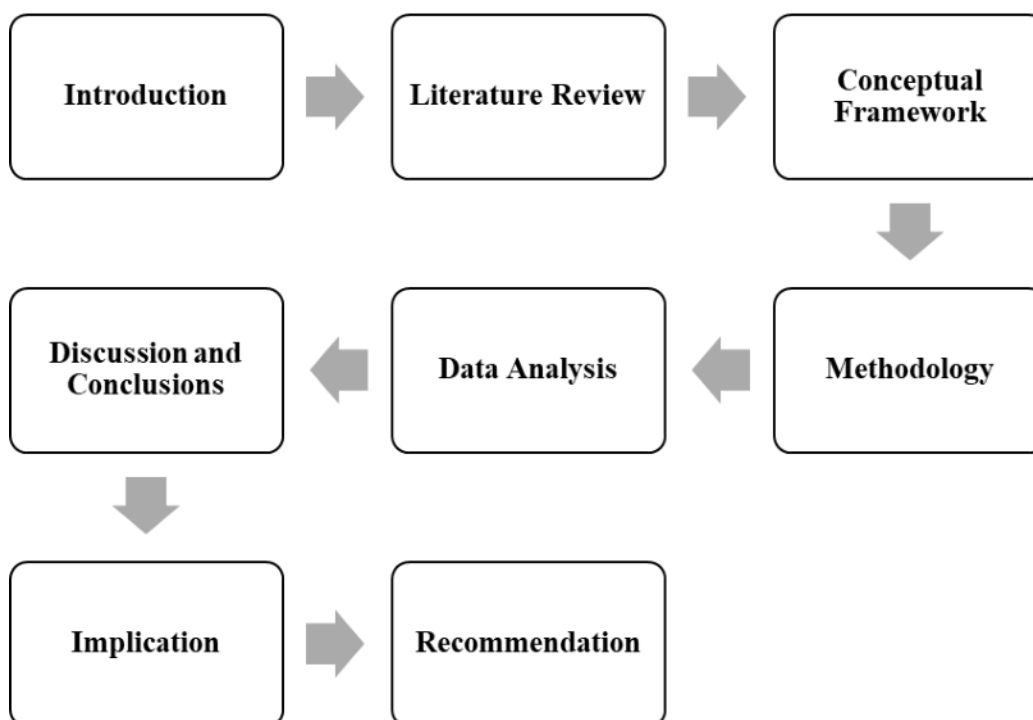 Introduction
Literature Review
Conceptual
Framework
Methodology
Data Analysis
Discussion and
Conclusions
Implication
Recommendation